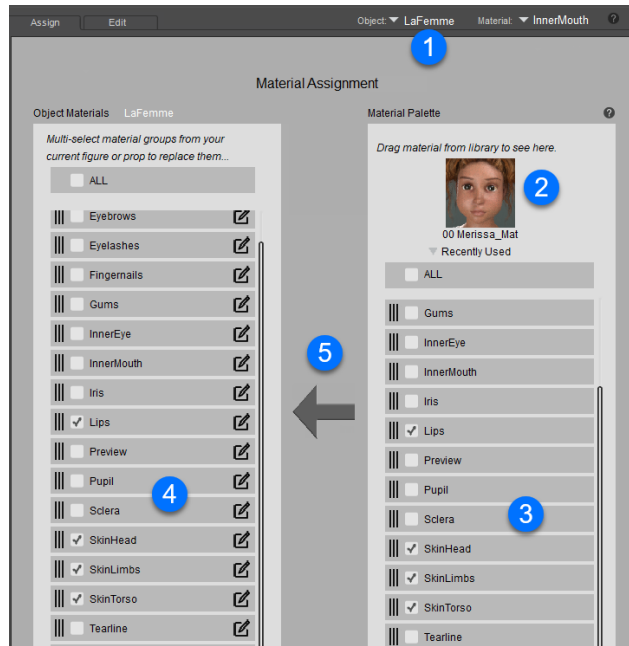 Assign
Edit
Object: LaFemme
Material: InnerMouth
?
1
Material Assignment
Object Materials LaFemme
Multi-select material groups from your
current figure or prop to replace them...
ALL
Eyebrows
Eyelashes
Fingernails
Gums
InnerEye
InnerMouth
Iris
Lips
Preview
Pupil
4
Sclera
SkinHead
SkinLimbs
SkinTorso
Tearline
5
Material Palette
?
Drag material from library to see here.
2
00 Merissa_Mat
Recently Used
ALL
Gums
InnerEye
InnerMouth
Iris
Lips
Preview
Pupil
3
Sclera
SkinHead
SkinLimbs
SkinTorso
Tearline